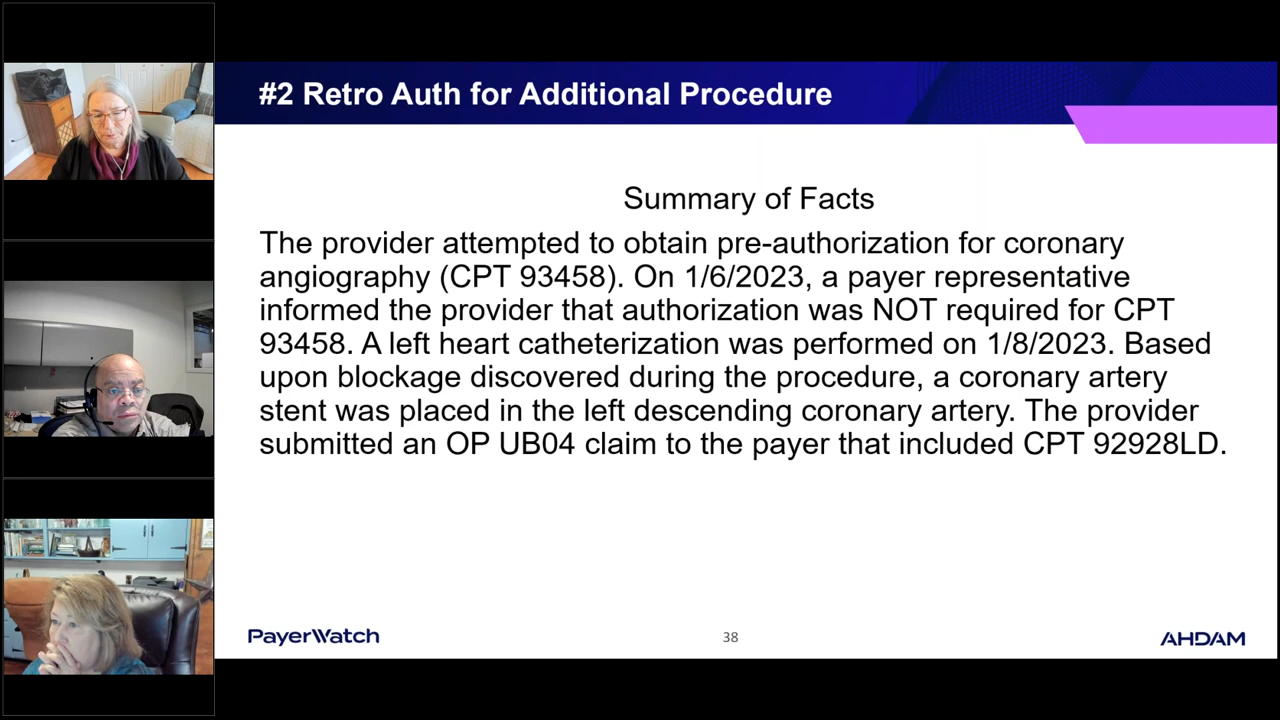 #2 Retro Auth for Additional Procedure
Summary of Facts
The provider attempted to obtain pre-authorization for coronary
angiography (CPT 93458). On 1/6/2023, a payer representative
informed the provider that authorization was NOT required for CPT
93458. A left heart catheterization was performed on 1/8/2023. Based
upon blockage discovered during the procedure, a coronary artery
stent was placed in the left descending coronary artery. The provider
submitted an OP UB04 claim to the payer that included CPT 92928LD.
PayerWatch
38
AHDAM